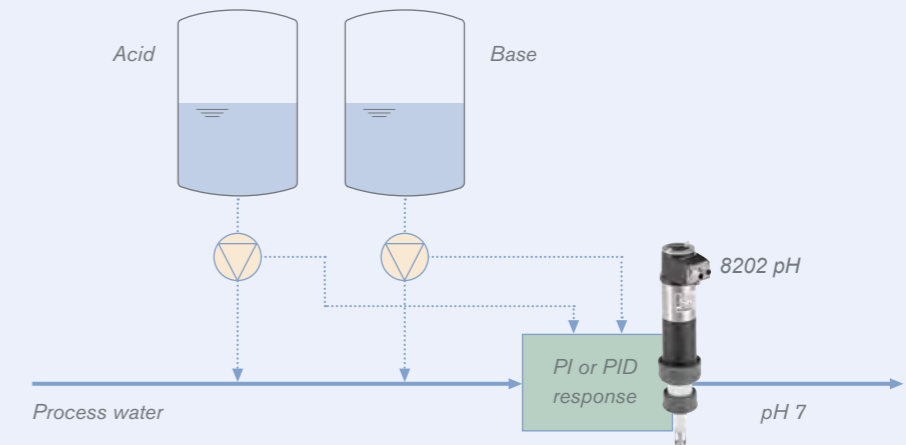 Acid
Base
8202 pH
PI or PID
response
Process water
pH 7